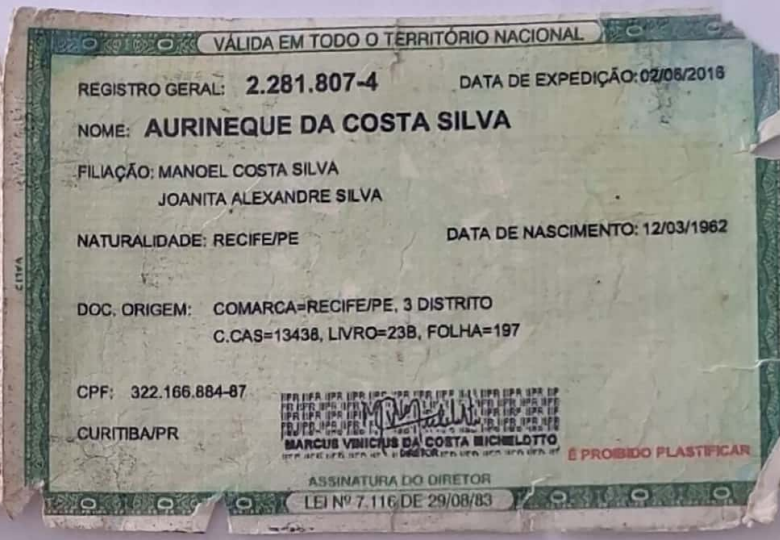 VÁLIDA EM TODO O TERRITÓRIO NACIONAL
REGISTRO GERAL: 2.281.807-4 DATA DE EXPEDIÇÃO: 02/06/2016
NOME: AURINEQUE DA COSTA SILVA
FILIAÇÃO: MANOEL COSTA SILVA
JOANITA ALEXANDRE SILVA
NATURALIDADE: RECIFE/PE DATA DE NASCIMENTO: 12/03/1962
DOC. ORIGEM: COMARCA=RECIFE/PE, 3 DISTRITO
C.CAS=13438, LIVRO=23B, FOLHA=197
CPF: 322.166.884-87
CURITIBA/PR
MARCUS VINICIUS DA COSTA MICHELOTTO
DIRETOR
É PROIBIDO PLASTIFICAR
ASSINATURA DO DIRETOR
LEI Nº 7.116 DE 29/08/83